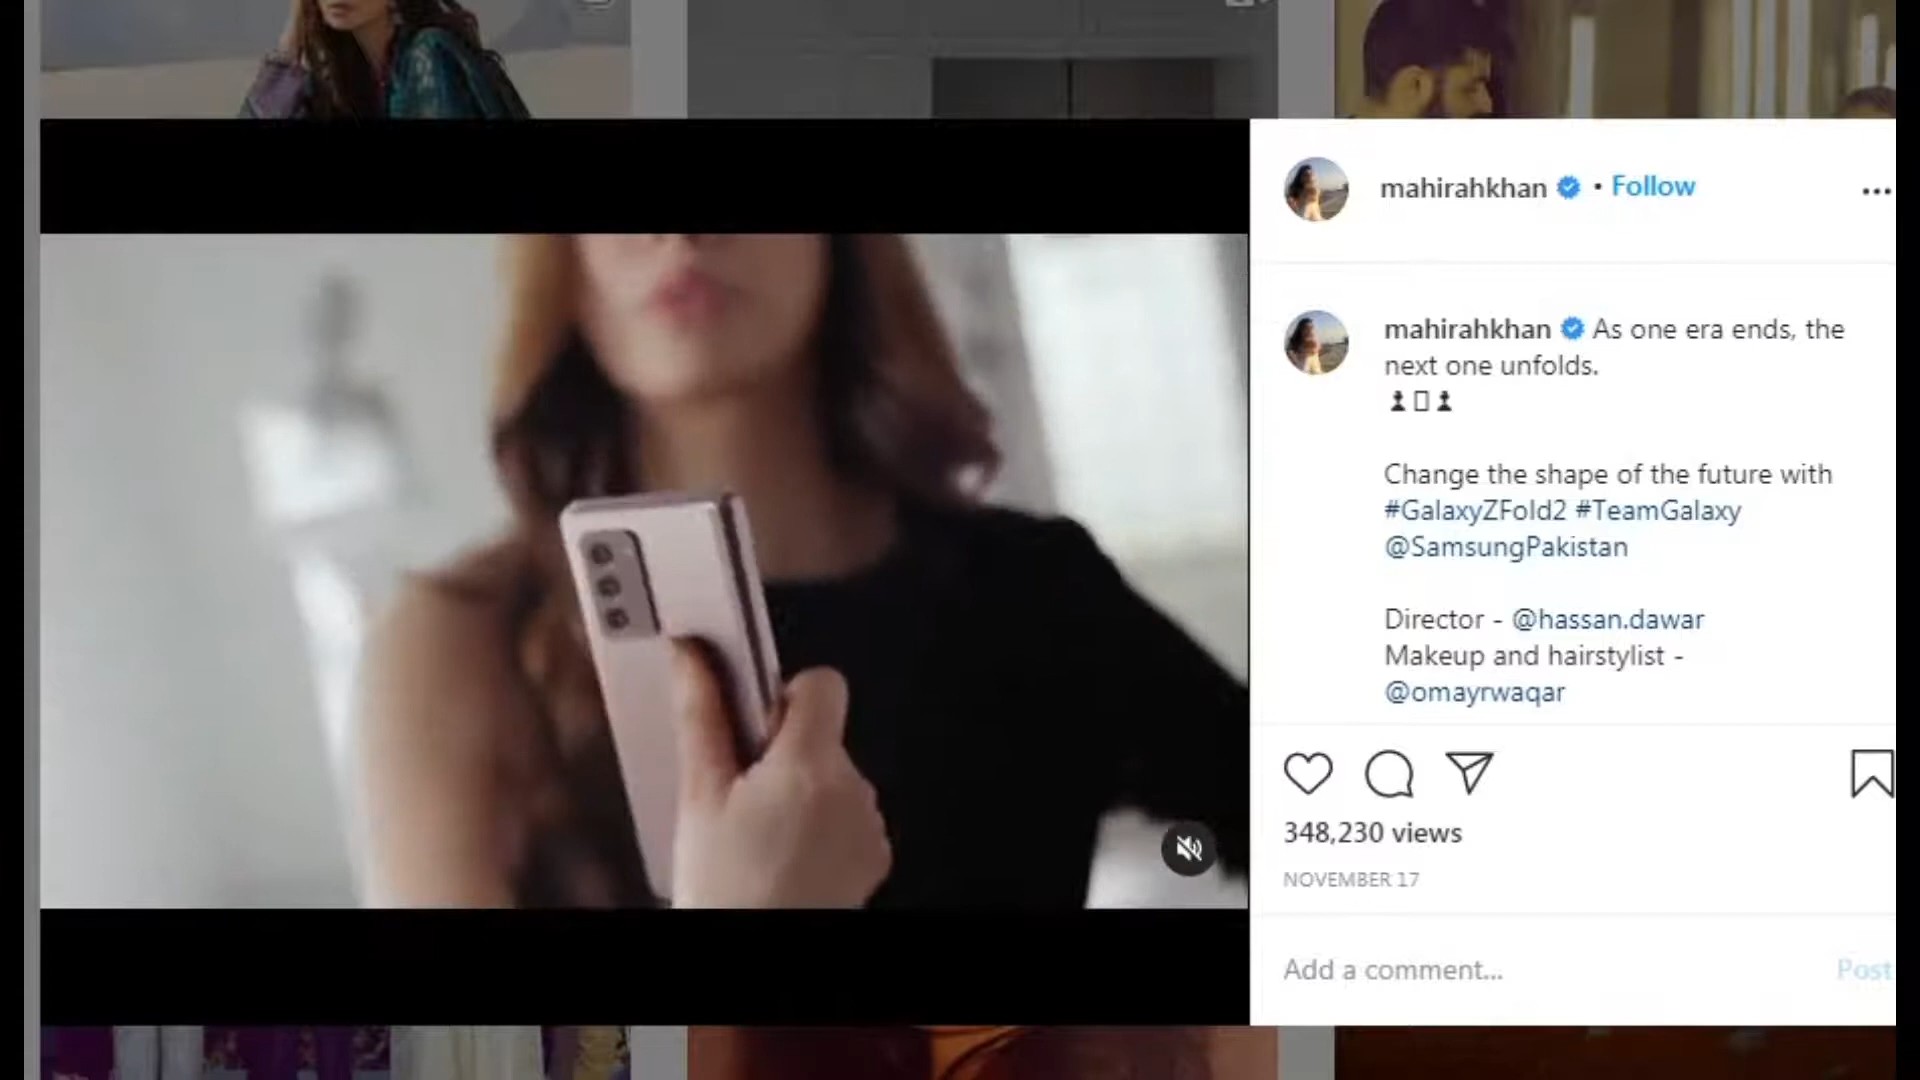 mahirahkhan • Follow
mahirahkhan As one era ends, the
next one unfolds.
Change the shape of the future with
#GalaxyZFold2 #TeamGalaxy
@SamsungPakistan
Director - @hassan.dawar
Makeup and hairstylist -
@omayrwaqar
348,230 views
NOVEMBER 17
Add a comment...
Post